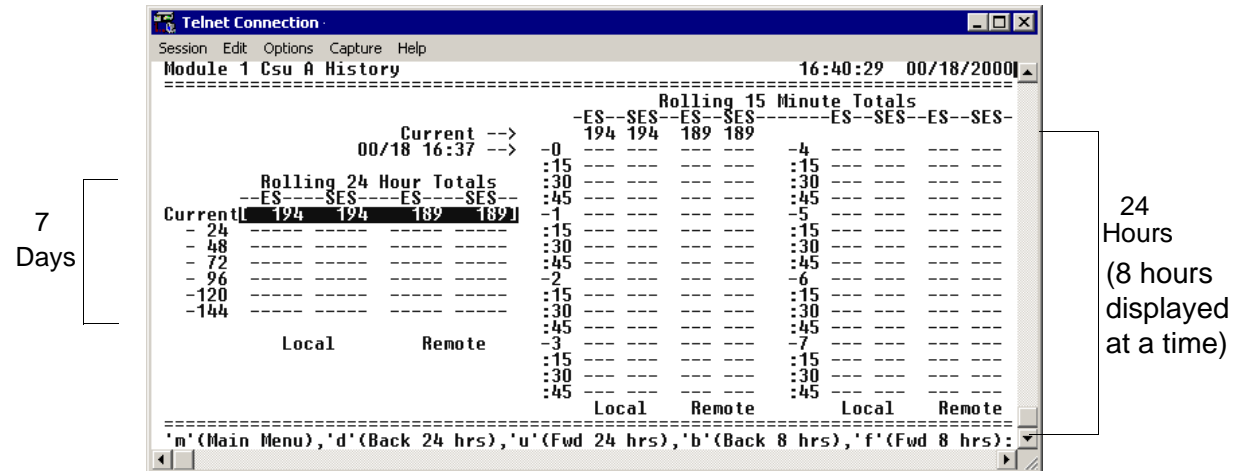 Telnet Connection -
Session Edit Options Capture Help
Module 1 Csu A History 16:40:29 00/18/2000
================================================================================
Rolling 15 Minute Totals
-ES--SES--ES--SES-------ES--SES--ES--SES-
Current --> 194 194 189 189
00/18 16:37 --> -0 --- --- --- --- -4 --- --- --- ---
:15 --- --- --- --- :15 --- --- --- ---
Rolling 24 Hour Totals :30 --- --- --- --- :30 --- --- --- ---
--ES----SES----ES----SES-- :45 --- --- --- --- :45 --- --- --- ---
Current[ 194 194 189 189] -1 --- --- --- --- -5 --- --- --- ---
- 24 ----- ----- ----- ----- :15 --- --- --- --- :15 --- --- --- ---
- 48 ----- ----- ----- ----- :30 --- --- --- --- :30 --- --- --- ---
- 72 ----- ----- ----- ----- :45 --- --- --- --- :45 --- --- --- ---
- 96 ----- ----- ----- ----- -2 --- --- --- --- -6 --- --- --- ---
-120 ----- ----- ----- ----- :15 --- --- --- --- :15 --- --- --- ---
-144 ----- ----- ----- ----- :30 --- --- --- --- :30 --- --- --- ---
:45 --- --- --- --- :45 --- --- --- ---
Local Remote -3 --- --- --- --- -7 --- --- --- ---
:15 --- --- --- --- :15 --- --- --- ---
:30 --- --- --- --- :30 --- --- --- ---
:45 --- --- --- --- :45 --- --- --- ---
Local Remote Local Remote
================================================================================
'm'(Main Menu),'d'(Back 24 hrs),'u'(Fwd 24 hrs),'b'(Back 8 hrs),'f'(Fwd 8 hrs):
7
Days
24
Hours
(8 hours
displayed
at a time)